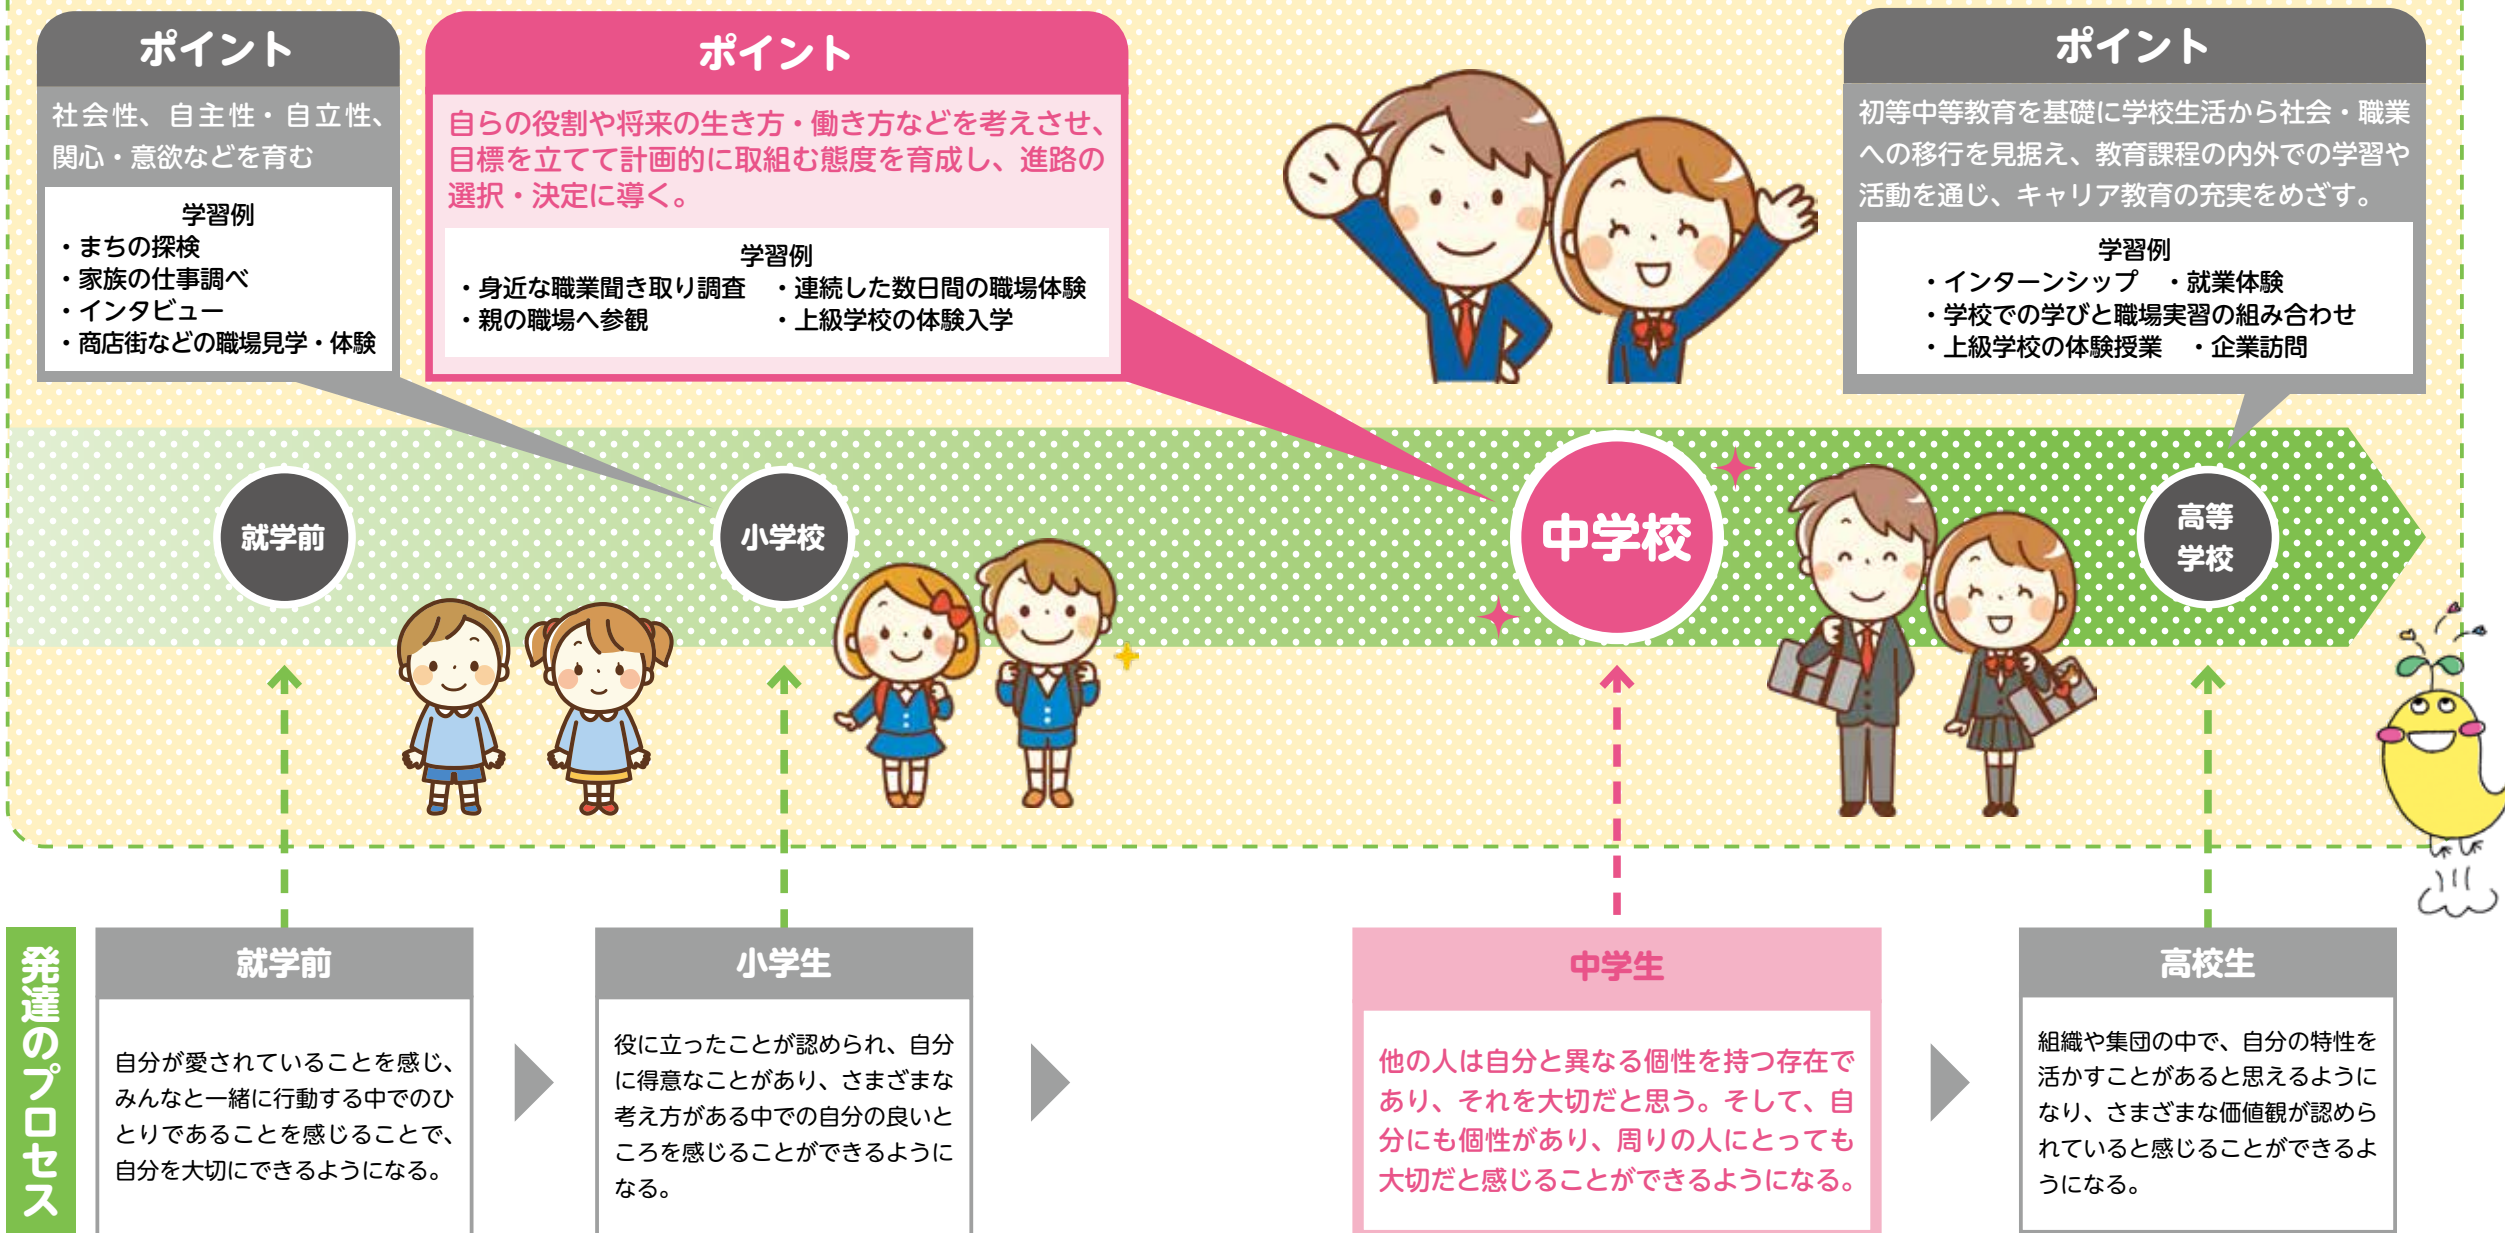 ポイント
社会性、自主性・自立性、
関心・意欲などを育む
学習例
・まちの探検
・家族の仕事調べ
・インタビュー
・商店街などの職場見学・体験
ポイント
自らの役割や将来の生き方・働き方などを考えさせ、
目標を立てて計画的に取組む態度を育成し、進路の
選択・決定に導く。
学習例
・身近な職業聞き取り調査　・連続した数日間の職場体験
・親の職場へ参観　・上級学校の体験入学
ポイント
初等中等教育を基礎に学校生活から社会・職業
への移行を見据え、教育課程の内外での学習や
活動を通じ、キャリア教育の充実をめざす。
学習例
・インターンシップ　・就業体験
・学校での学びと職場実習の組み合わせ
・上級学校の体験授業　・企業訪問
就学前
小学校
中学校
高等
学校
発達のプロセス
就学前
自分が愛されていることを感じ、
みんなと一緒に行動する中でのひ
とりであることを感じることで、
自分を大切にできるようになる。
小学生
役に立ったことが認められ、自分
に得意なことがあり、さまざまな
考え方がある中での自分の良いと
ころを感じることができるように
なる。
中学生
他の人は自分と異なる個性を持つ存在で
あり、それを大切だと思う。そして、自
分にも個性があり、周りの人にとっても
大切だと感じることができるようになる。
高校生
組織や集団の中で、自分の特性を
活かすことがあると思えるように
なり、さまざまな価値観が認めら
れていると感じることができるよ
うになる。